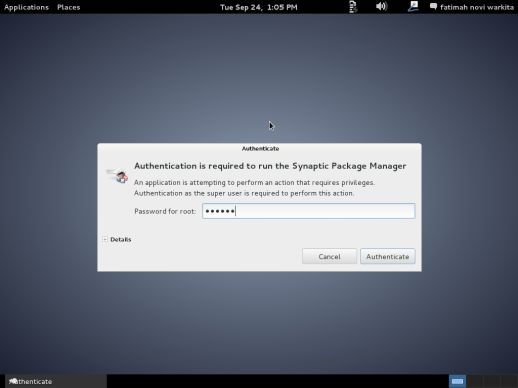 Applications Places Tue Sep 24, 1:05 PM fatimah novi warkita
Authenticate
Authentication is required to run the Synaptic Package Manager
An application is attempting to perform an action that requires privileges.
Authentication as the super user is required to perform this action.
Password for root: ••••••
Details
Cancel Authenticate
Authenticate